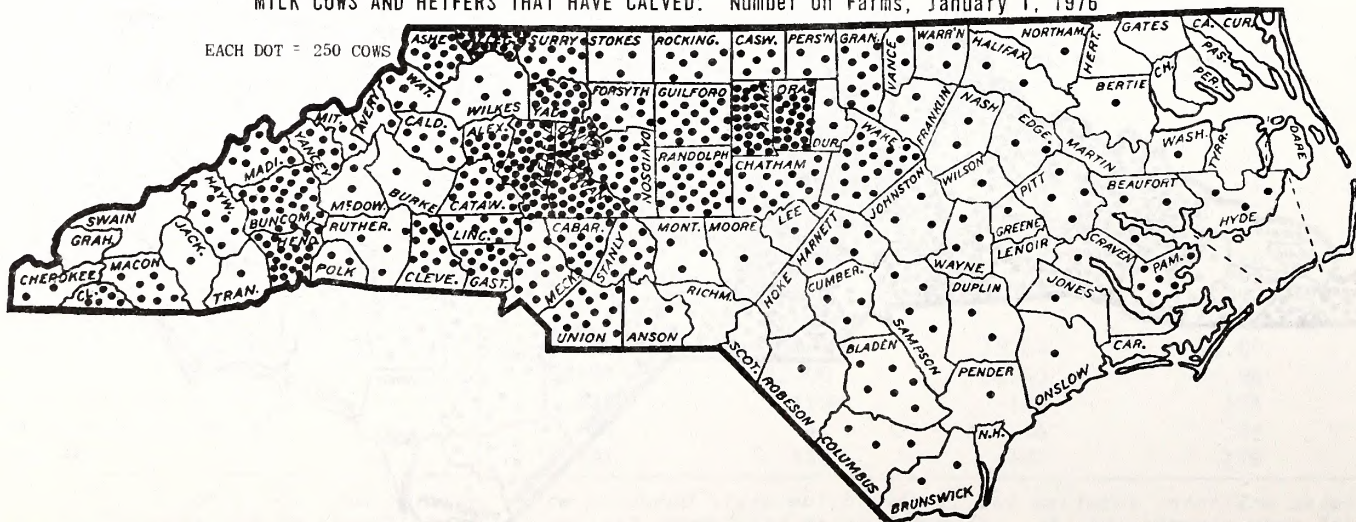 MILK COWS AND HEIFERS THAT HAVE CALVED: Number on Farms, January 1, 1976
EACH DOT = 250 COWS
ASHE
SURRY
STOKES
ROCKING.
CASW.
PERS'N
GRAN.
VANCE
WARR'N
HALIFAX
NORTHAM.
HERT.
GATES
CA.
CUR.
PAS.
PER.
CH.
WAT.
WILKES
YAD.
FORSYTH
GUILFORD
ALAM.
ORA.
DUR.
FRANKLIN
NASH
EDGE.
MARTIN
BERTIE
WASH.
TYRR.
DARE
MIT.
AVERY
CALD.
ALEX.
DAVIDSON
RANDOLPH
CHATHAM
WAKE
JOHNSTON
WILSON
PITT
BEAUFORT
HYDE
MADI.
YANCEY
HAYW.
BUNCOM.
McDOW.
BURKE
CATAW.
LEE
HARNETT
WAYNE
GREENE
LENOIR
CRAVEN
PAM.
SWAIN
GRAH.
JACK.
HEND.
RUTHER.
LINC.
CABAR.
STANLY
MONT.
MOORE
CHEROKEE
MACON
CL.
TRAN.
POLK
CLEVE.
GAST.
MECK.
UNION
ANSON
RICHM.
HOKE
CUMBER.
SAMPSON
DUPLIN
JONES
CAR.
SCOT.
ROBESON
BLADEN
PENDER
ONSLOW
COLUMBUS
N.H.
BRUNSWICK